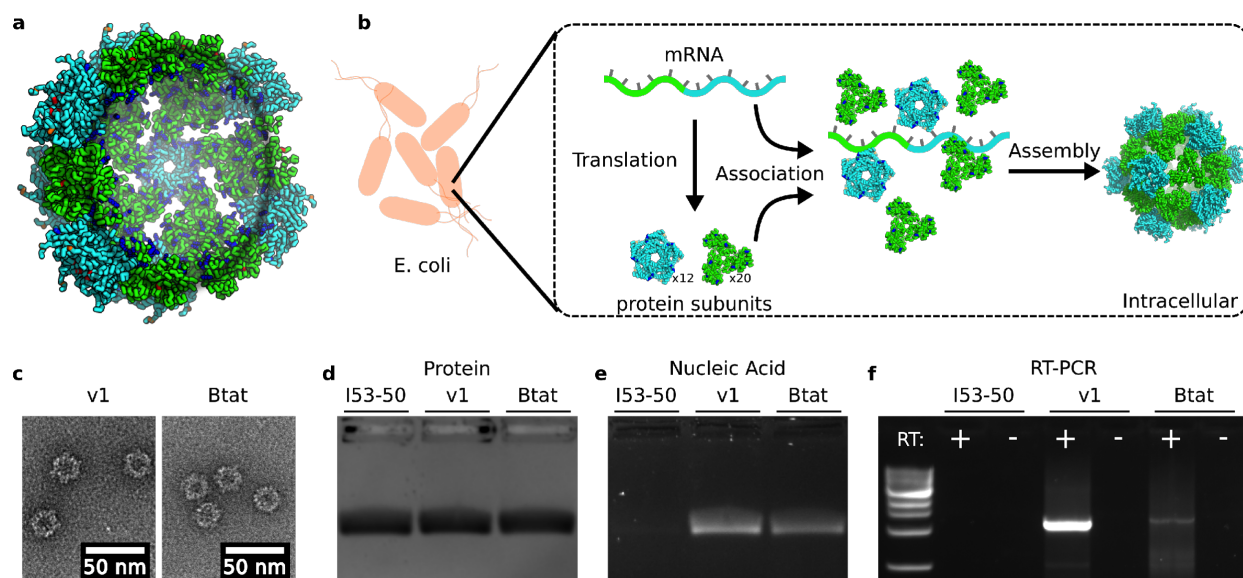 a
b
mRNA
Translation
Association
Assembly
E. coli
x12
x20
protein subunits
Intracellular
c
v1
Btat
50 nm
50 nm
d
Protein
I53-50
v1
Btat
e
Nucleic Acid
I53-50
v1
Btat
f
RT-PCR
I53-50
v1
Btat
RT: + - + - + -